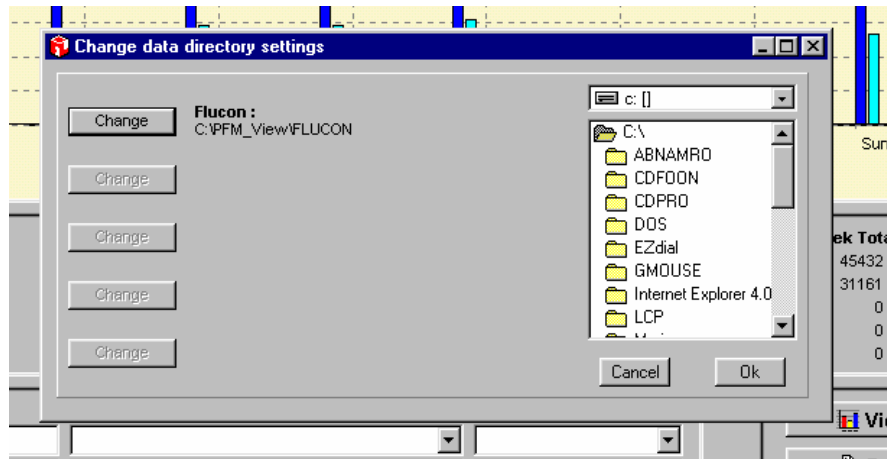 Change data directory settings
Change
Flucon :
C:\PFM_View\FLUCON
Change
Change
Change
Change
c: []
C:\
ABNAMRO
CDFOON
CDPRO
DOS
EZdial
GMOUSE
Internet Explorer 4.0
LCP
Cancel
Ok
Sun
ek Tota
45432
31161
0
0
0
Vi